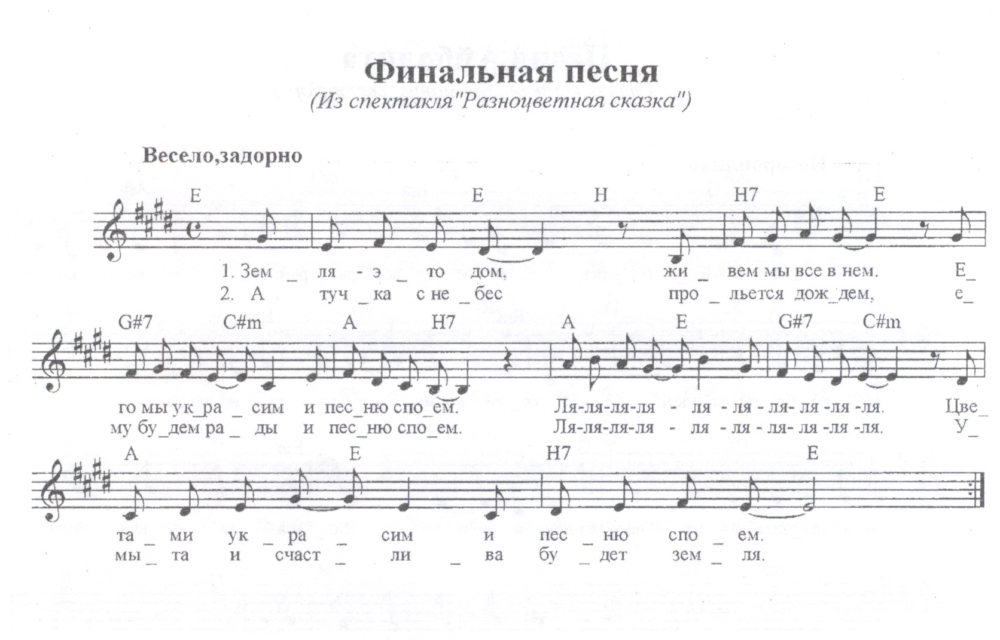 Финальная песня
(Из спектакля"Разноцветная сказка")
Весело,задорно
E E H H7 E
1. Зем _ ля - э _ то дом, жи _ вем мы все в нем. Е_
2. А туч _ка с не _бес про _ льется дож_дем, е_
G#7 C#m A H7 A E G#7 C#m
го мы ук_ра _ сим и пес_ню спо_ем. Ля-ля-ля-ля - ля - ля - ля- ля -ля -ля. Цве_
му бу_дем ра _ ды и пес_ню спо_ем. Ля-ля-ля-ля - ля - ля - ля- ля -ля -ля. У_
A E H7 E
та _ ми ук _ ра _ сим и пес _ ню спо _ ем.
мы _ та и счаст _ ли _ ва бу _ дет зем _ ля.